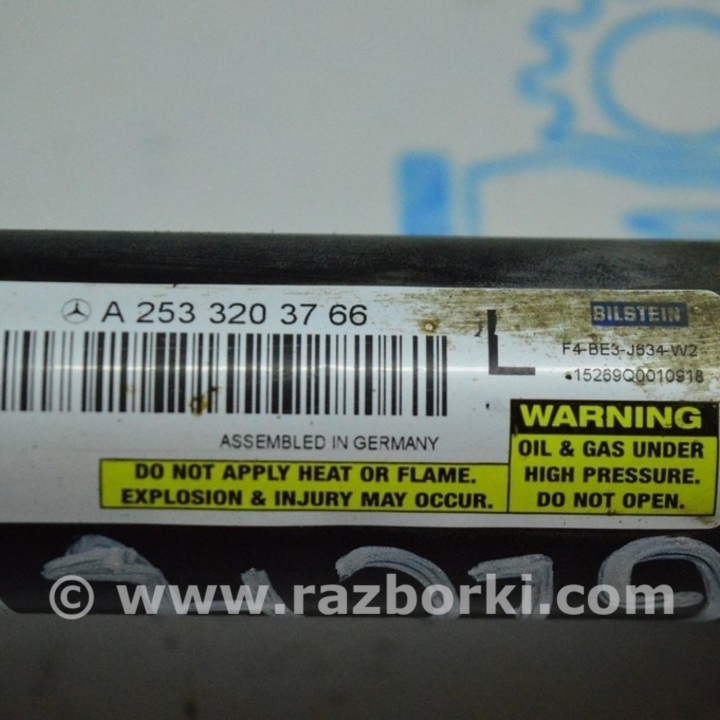 A 253 320 37 66
L
BILSTEIN
F4-BE3-J634-W2
15269Q0010918
ASSEMBLED IN GERMANY
DO NOT APPLY HEAT OR FLAME.
EXPLOSION & INJURY MAY OCCUR.
WARNING
OIL & GAS UNDER
HIGH PRESSURE.
DO NOT OPEN.
© www.razborki.com